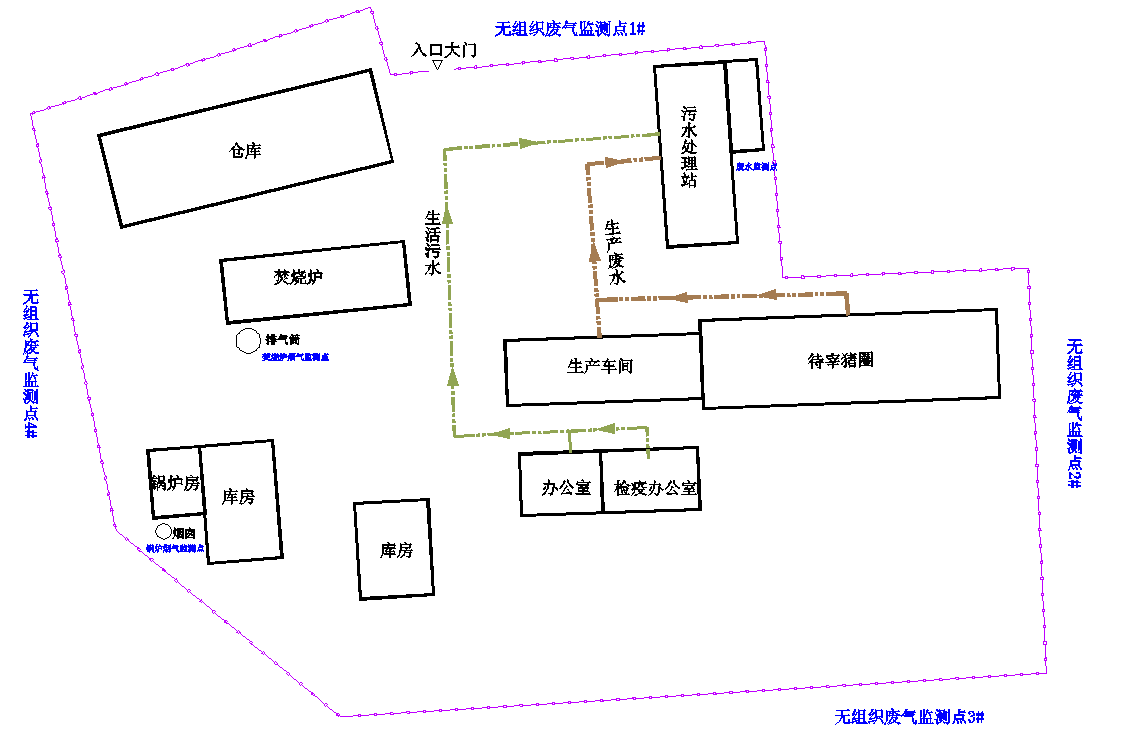 无组织废气监测点1#
入口大门
污水处理站
仓库
废水监测点
生活污水
生产废水
焚烧炉
排气筒
焚烧炉烟气监测点
无组织废气监测点4#
无组织废气监测点2#
生产车间
待宰猪圈
锅炉房
库房
办公室
检疫办公室
烟囱
锅炉烟气监测点
库房
无组织废气监测点3#